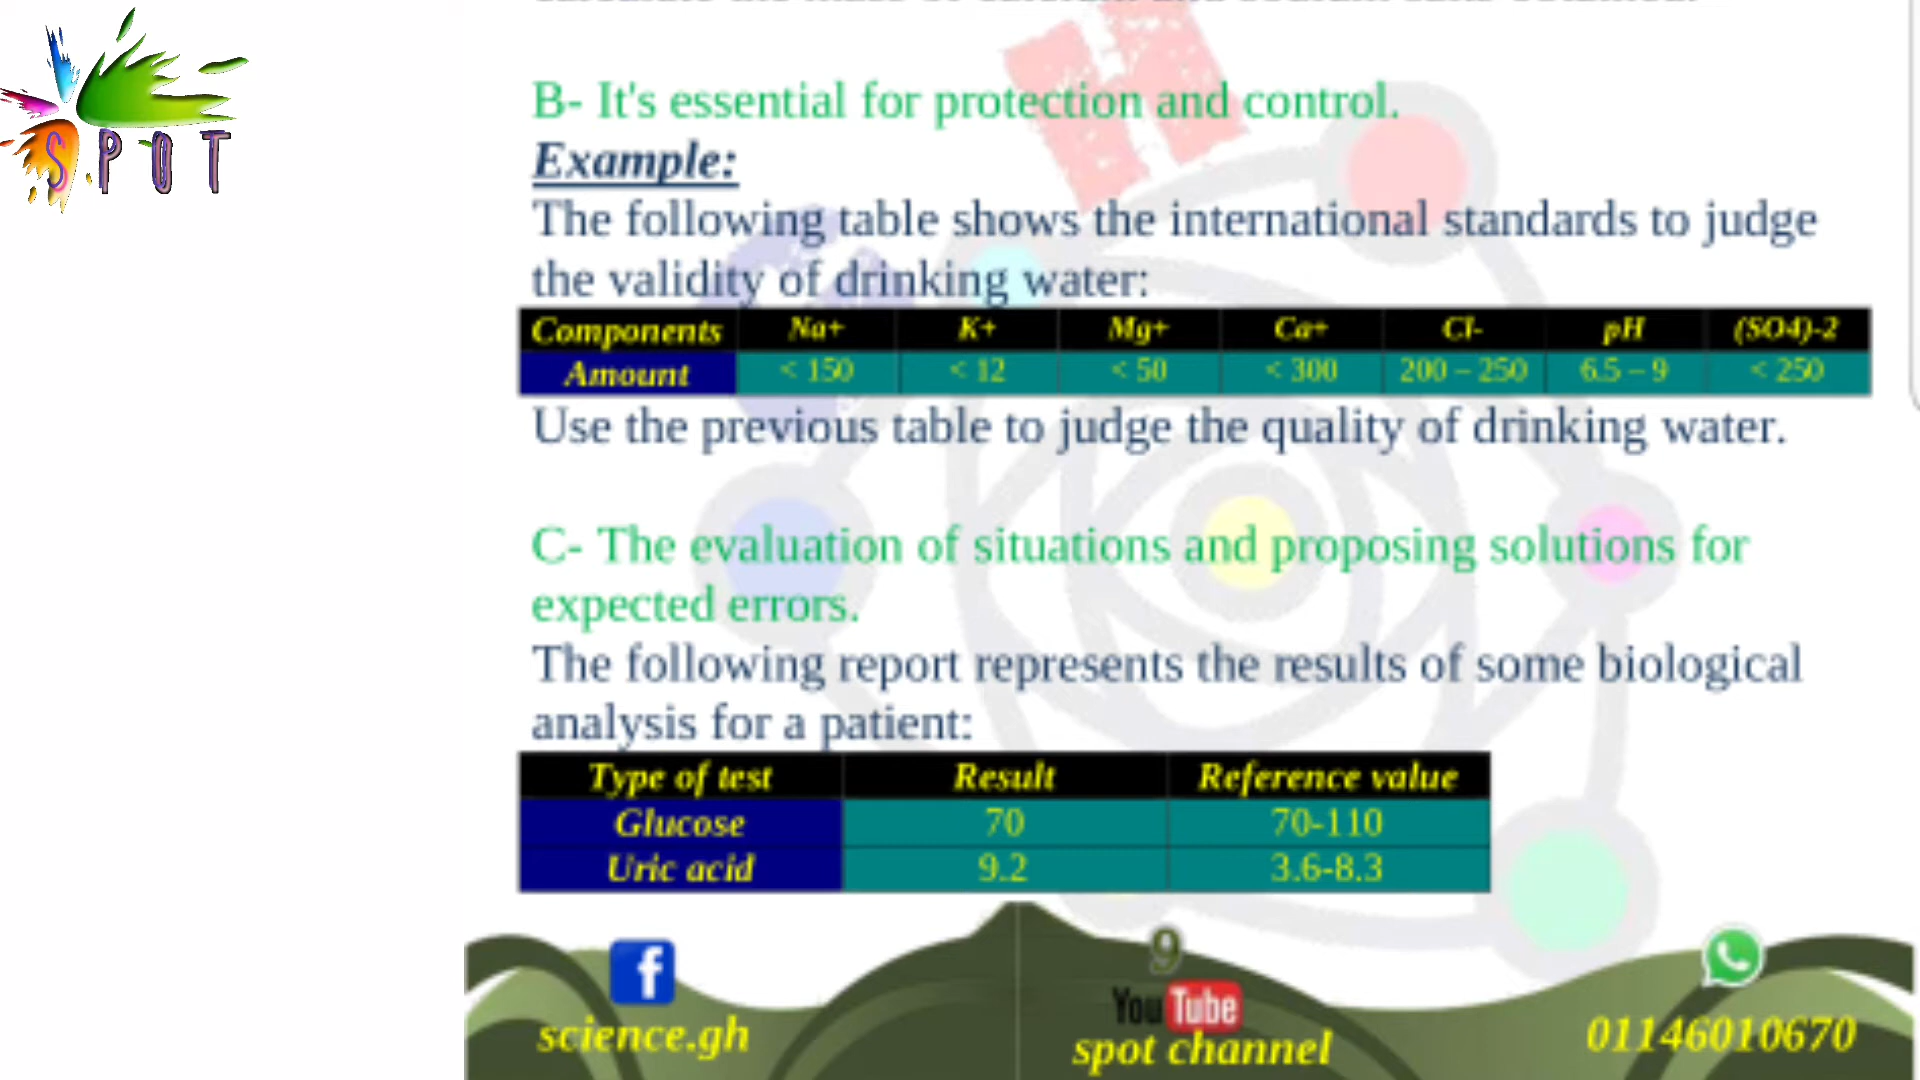 SPOT
B- It's essential for protection and control.
Example:
The following table shows the international standards to judge
the validity of drinking water:
Components Na+ K+ Mg+ Ca+ Cl- pH (SO4)-2
Amount < 150 < 12 < 50 < 300 200 – 250 6.5 – 9 < 250
Use the previous table to judge the quality of drinking water.
C- The evaluation of situations and proposing solutions for
expected errors.
The following report represents the results of some biological
analysis for a patient:
Type of test Result Reference value
Glucose 70 70-110
Uric acid 9.2 3.6-8.3
9
YouTube
science.gh spot channel 01146010670